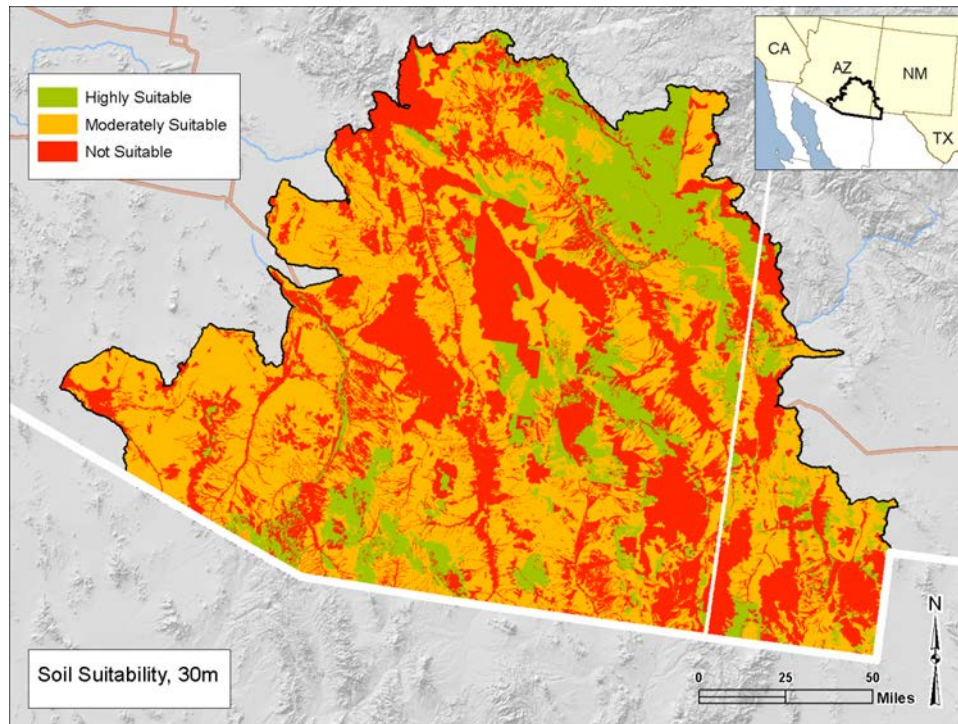 Highly Suitable
Moderately Suitable
Not Suitable
CA
AZ
NM
TX
Soil Suitability, 30m
N
0 25 50
Miles